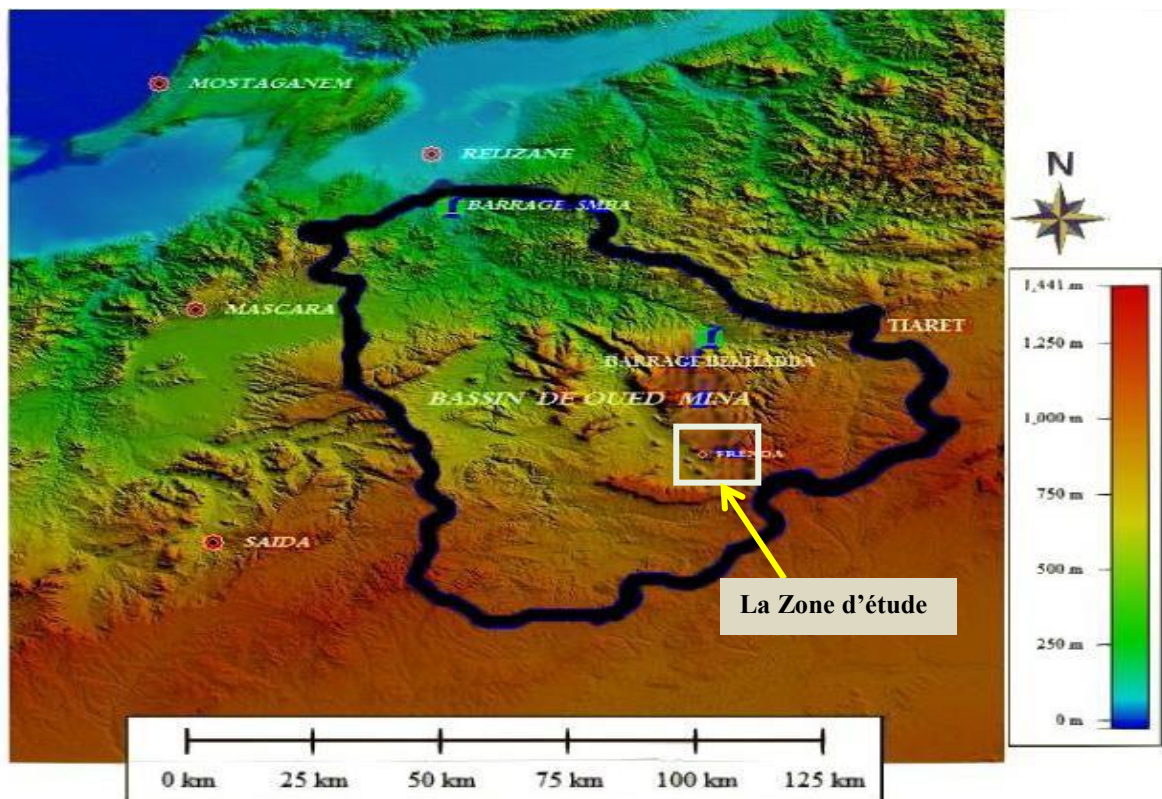 MOSTAGANEM
RELIZANE
BARRAGE SMBA
MASCARA
TIARET
BARRAGE BEKHADDA
BASSIN DE OUED MINA
FRENDA
SAIDA
La Zone d’étude
N
1,441 m
1,250 m
1,000 m
750 m
500 m
250 m
0 m
0 km 25 km 50 km 75 km 100 km 125 km